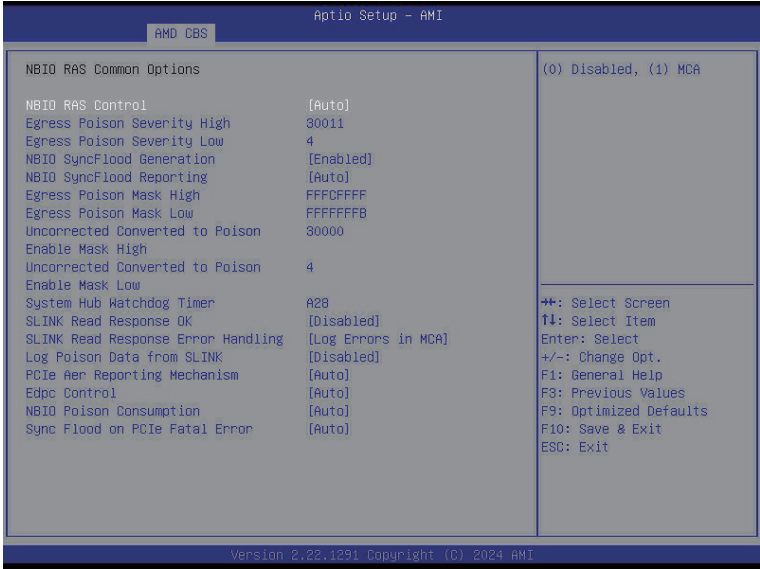 Aptio Setup – AMI
AMD CBS
NBIO RAS Common Options
(0) Disabled, (1) MCA
NBIO RAS Control [Auto]
Egress Poison Severity High 30011
Egress Poison Severity Low 4
NBIO SyncFlood Generation [Enabled]
NBIO SyncFlood Reporting [Auto]
Egress Poison Mask High FFFCFFFF
Egress Poison Mask Low FFFFFFFB
Uncorrected Converted to Poison 30000
Enable Mask High
Uncorrected Converted to Poison 4
Enable Mask Low
System Hub Watchdog Timer A28
SLINK Read Response OK [Disabled]
SLINK Read Response Error Handling [Log Errors in MCA]
Log Poison Data from SLINK [Disabled]
PCIe Aer Reporting Mechanism [Auto]
Edpc Control [Auto]
NBIO Poison Consumption [Auto]
Sync Flood on PCIe Fatal Error [Auto]
→←: Select Screen
↑↓: Select Item
Enter: Select
+/-: Change Opt.
F1: General Help
F3: Previous Values
F9: Optimized Defaults
F10: Save & Exit
ESC: Exit
Version 2.22.1291 Copyright (C) 2024 AMI